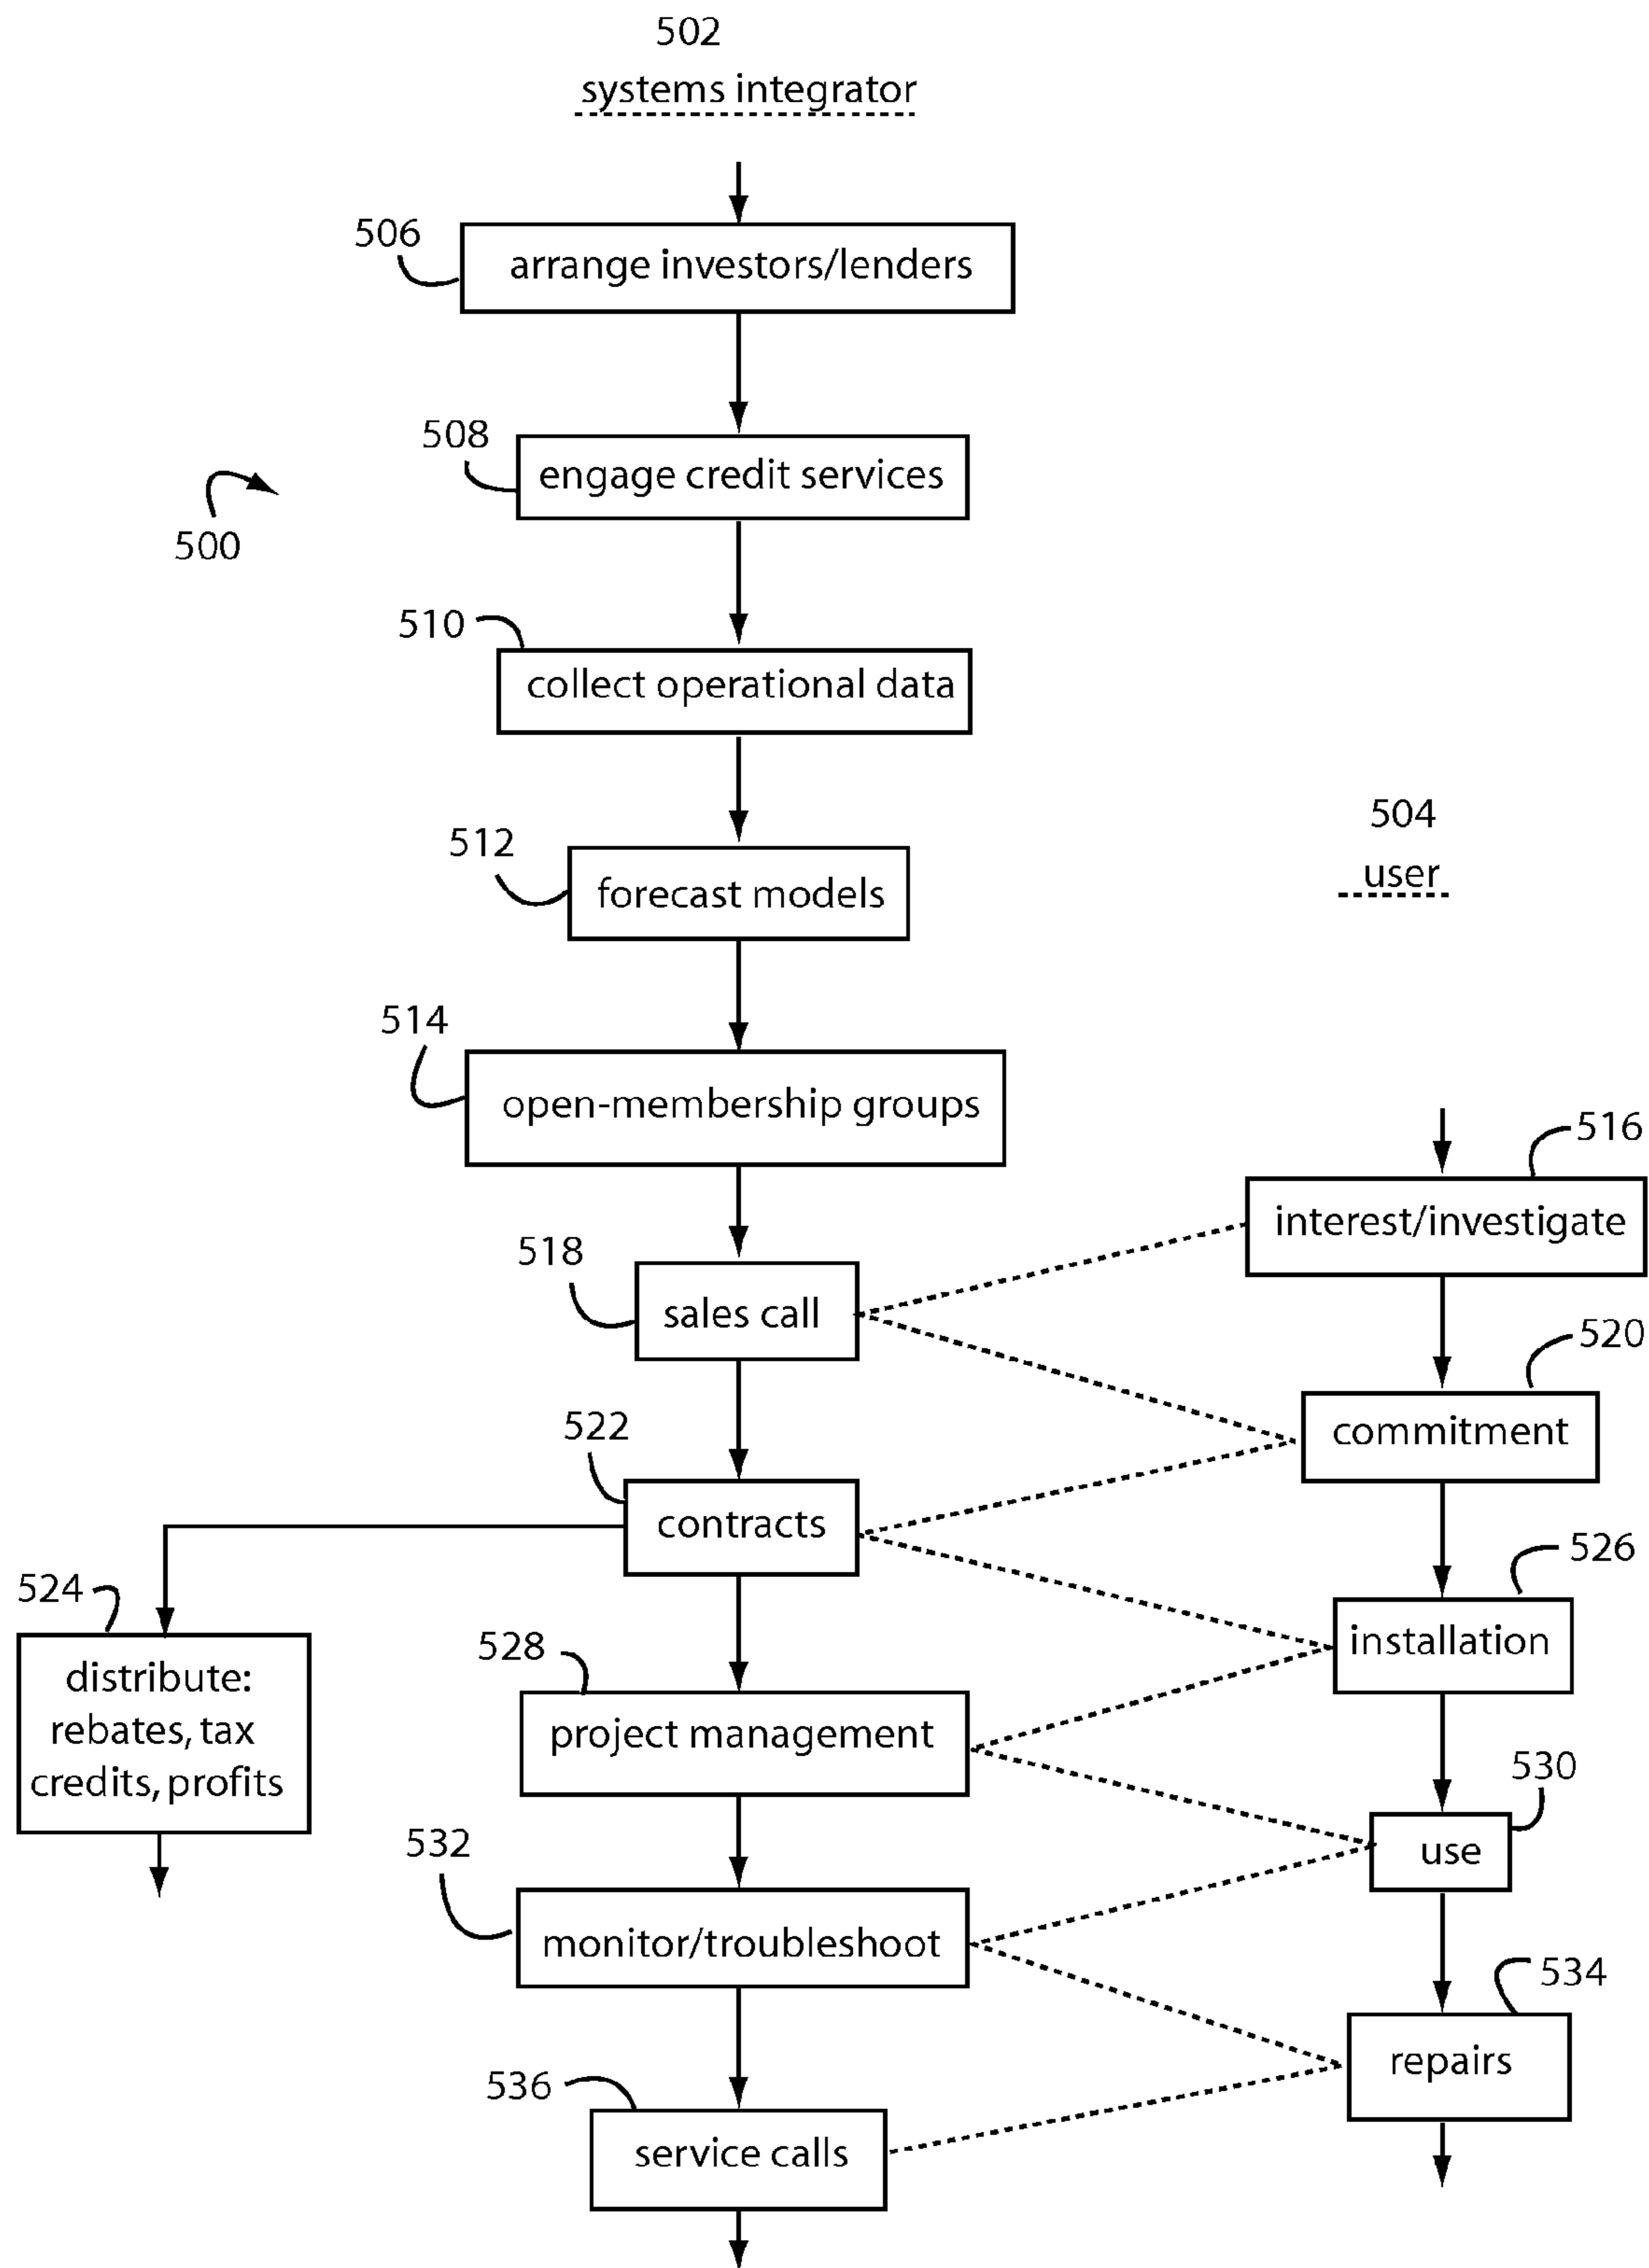 502
systems integrator
506
arrange investors/lenders
508
engage credit services
500
510
collect operational data
512
forecast models
504
user
514
open-membership groups
516
interest/investigate
518
sales call
520
commitment
522
contracts
524
distribute:
rebates, tax
credits, profits
526
installation
528
project management
530
use
532
monitor/troubleshoot
534
repairs
536
service calls